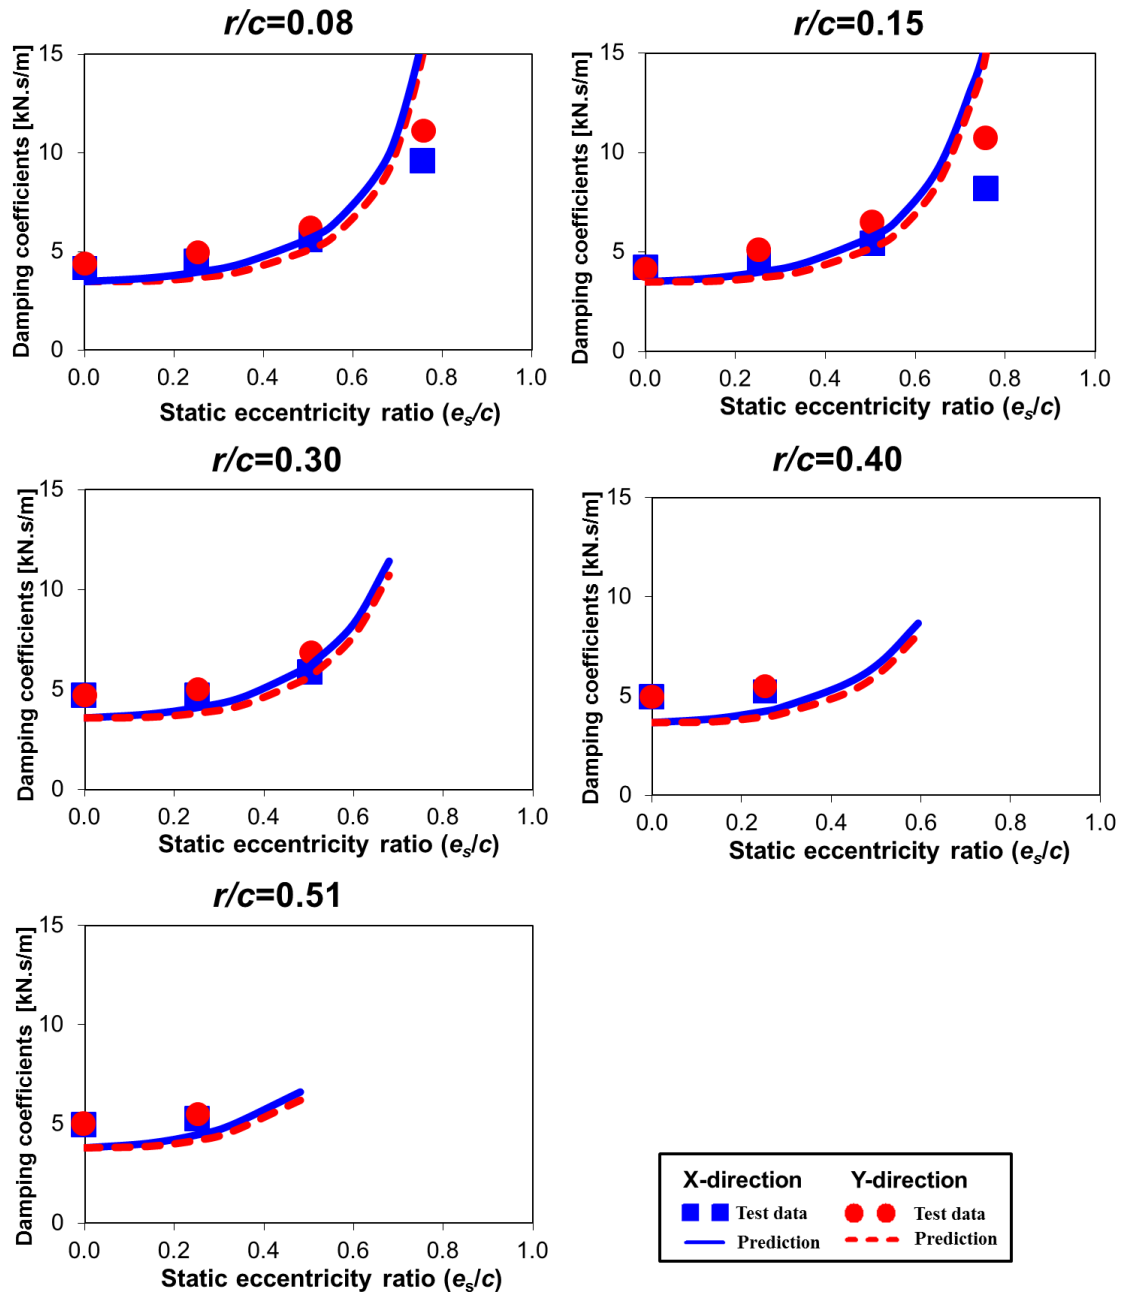 r/c=0.08
Damping coefficients [kN.s/m]
15
10
5
0
0.0 0.2 0.4 0.6 0.8 1.0
Static eccentricity ratio (es/c)
r/c=0.15
Damping coefficients [kN.s/m]
15
10
5
0
0.0 0.2 0.4 0.6 0.8 1.0
Static eccentricity ratio (es/c)
r/c=0.30
Damping coefficients [kN.s/m]
15
10
5
0
0.0 0.2 0.4 0.6 0.8 1.0
Static eccentricity ratio (es/c)
r/c=0.40
Damping coefficients [kN.s/m]
15
10
5
0
0.0 0.2 0.4 0.6 0.8 1.0
Static eccentricity ratio (es/c)
r/c=0.51
Damping coefficients [kN.s/m]
15
10
5
0
0.0 0.2 0.4 0.6 0.8 1.0
Static eccentricity ratio (es/c)
X-direction Y-direction
Test data Test data
Prediction Prediction